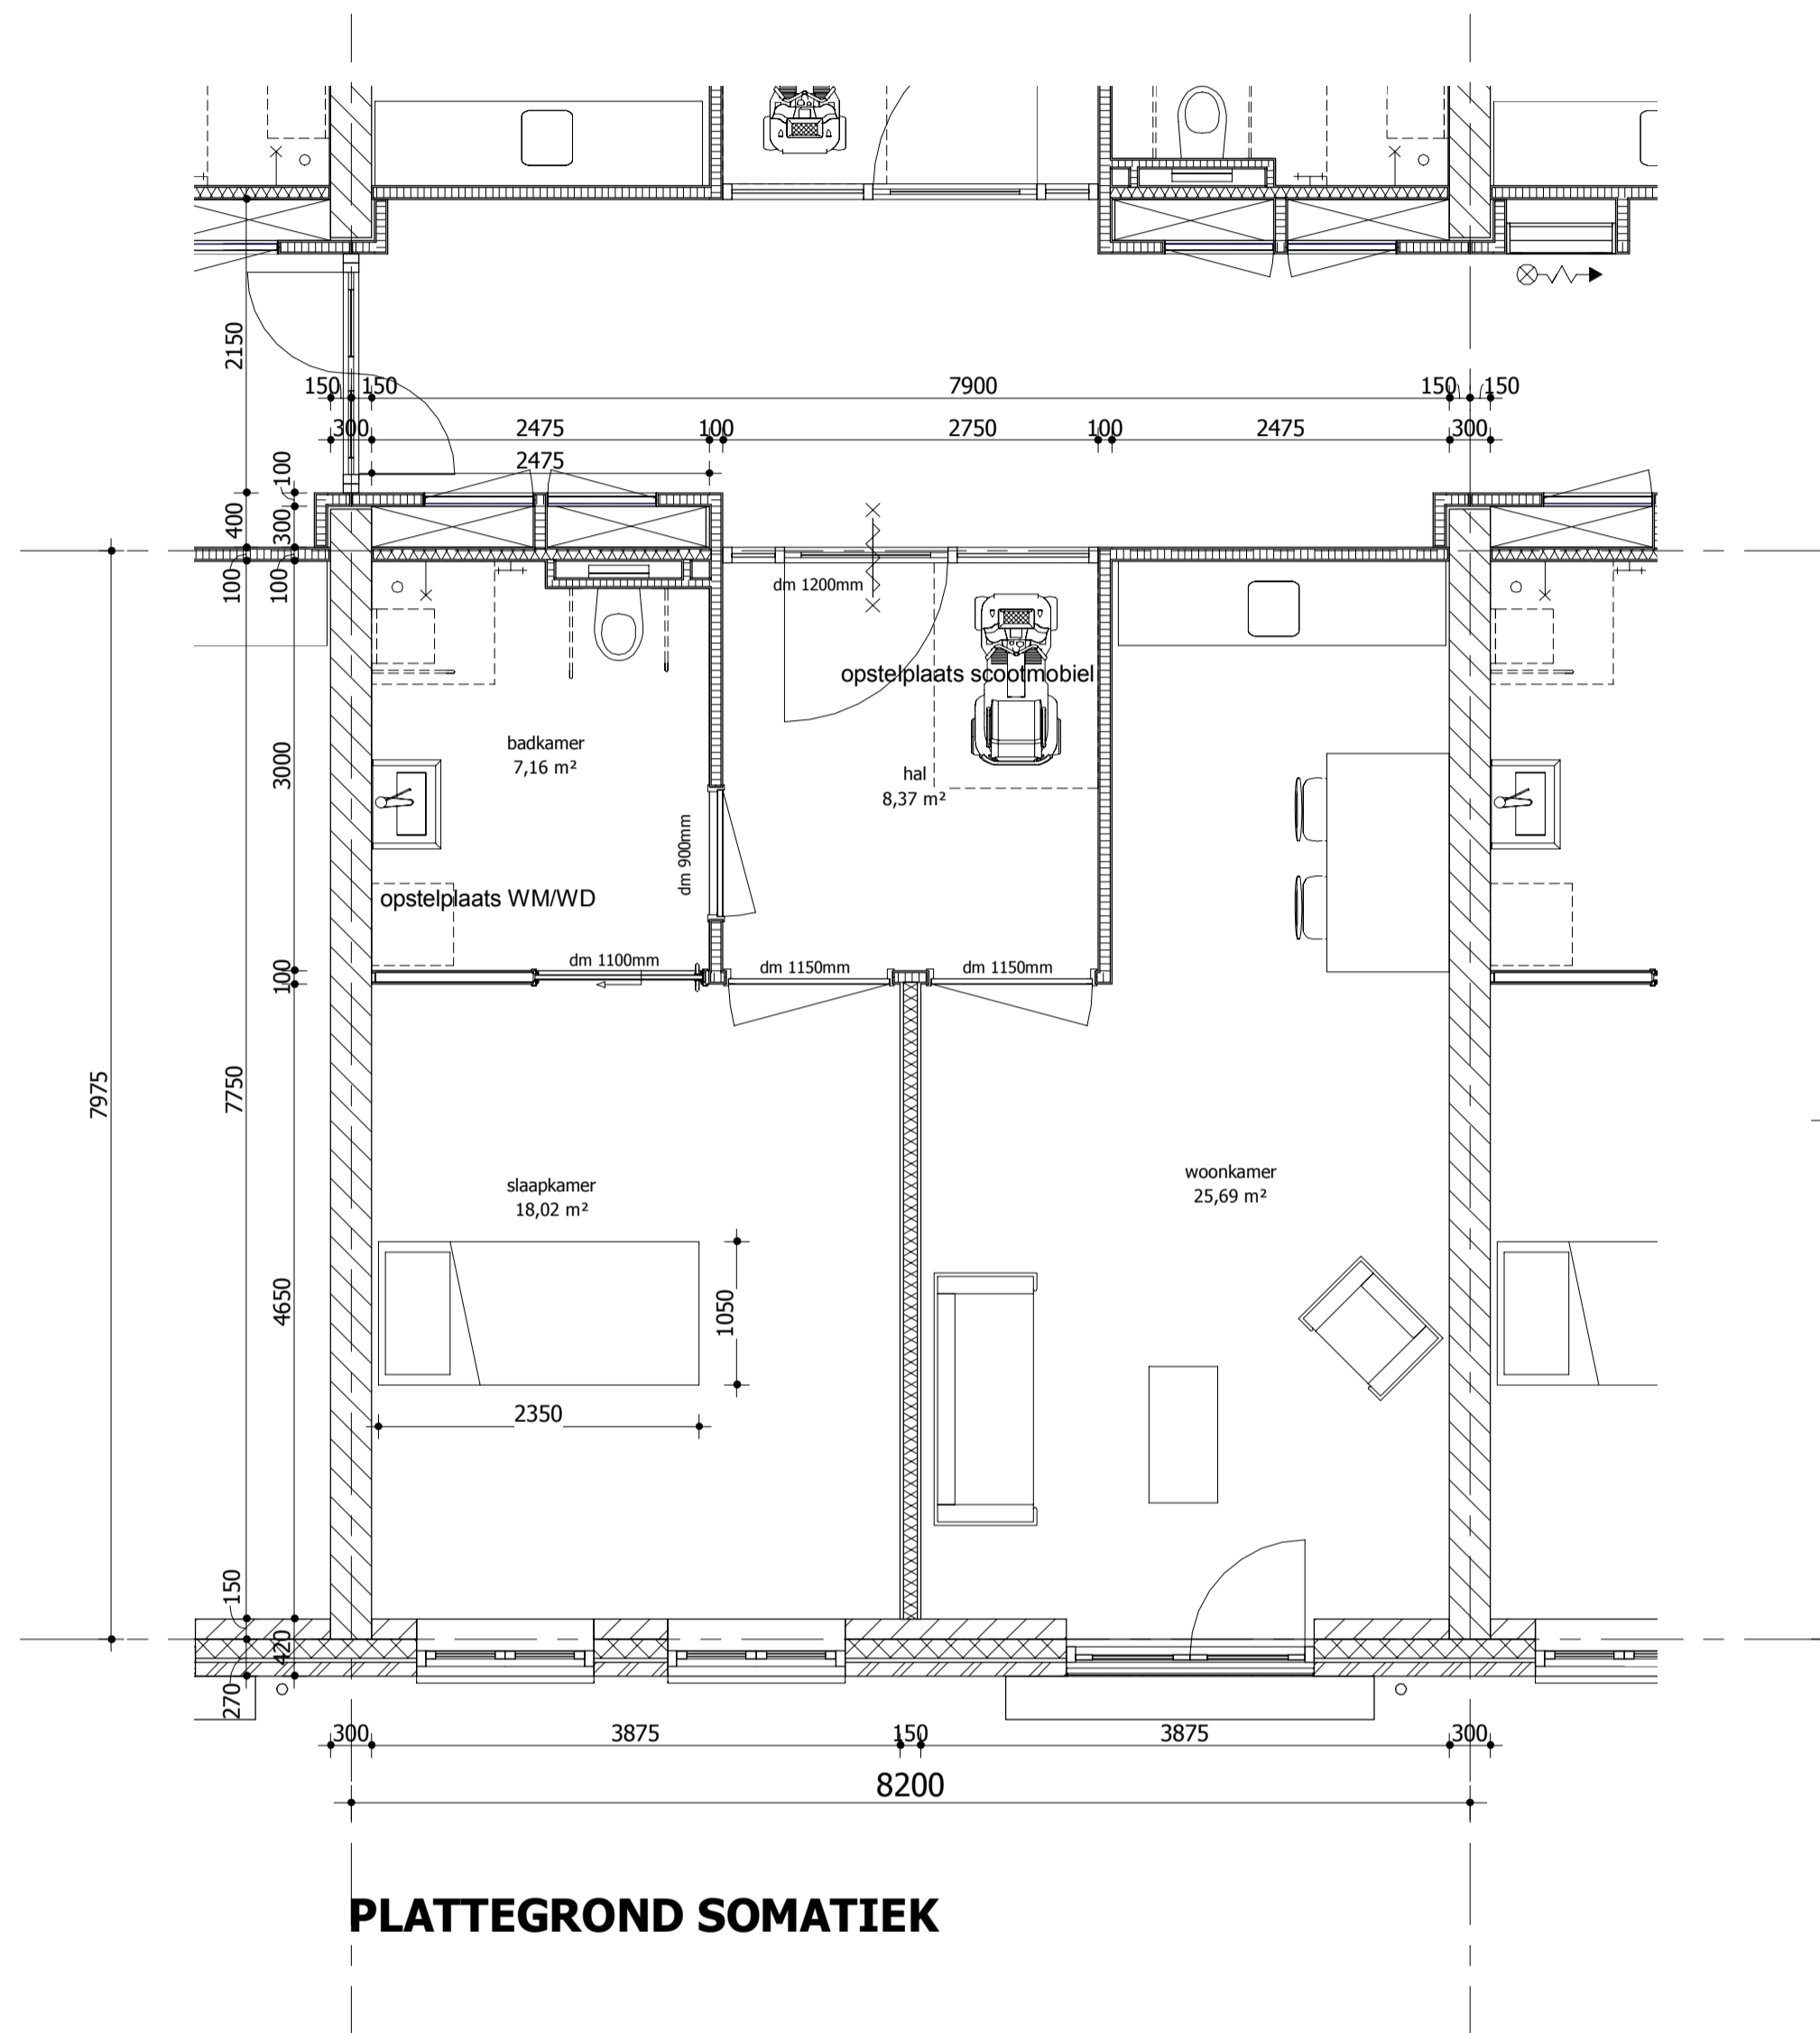 2150
150
150
7900
150
150
300
2475
100
2750
100
2475
300
2475
100
400
300
100
100
dm 1200mm
opstelplaats scootmobiel
badkamer
7,16 m²
hal
8,37 m²
3000
dm 900mm
opstelplaats WM/WD
dm 1100mm
dm 1150mm
dm 1150mm
100
7975
7750
slaapkamer
18,02 m²
woonkamer
25,69 m²
4650
1050
2350
150
420
270
300
3875
150
3875
300
8200
PLATTEGROND SOMATIEK